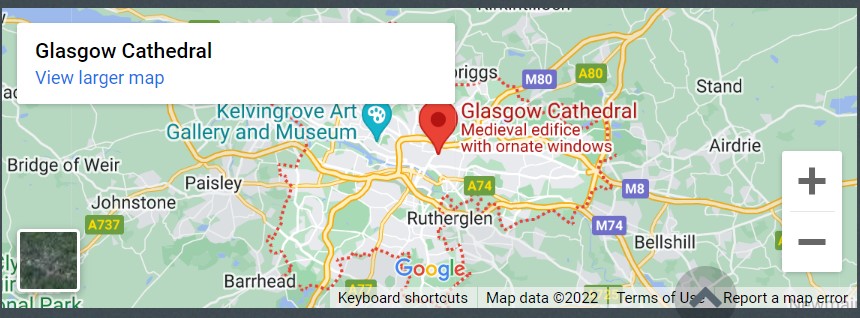 Glasgow Cathedral
View larger map
M80
A80
Stand
Kelvingrove Art
Gallery and Museum
Glasgow Cathedral
Medieval edifice
with ornate windows
Airdrie
Bridge of Weir
Paisley
A74
M8
Johnstone
A737
Rutherglen
M74
Bellshill
Barrhead
Google
A77
Keyboard shortcuts
Map data ©2022
Terms of Use
Report a map error